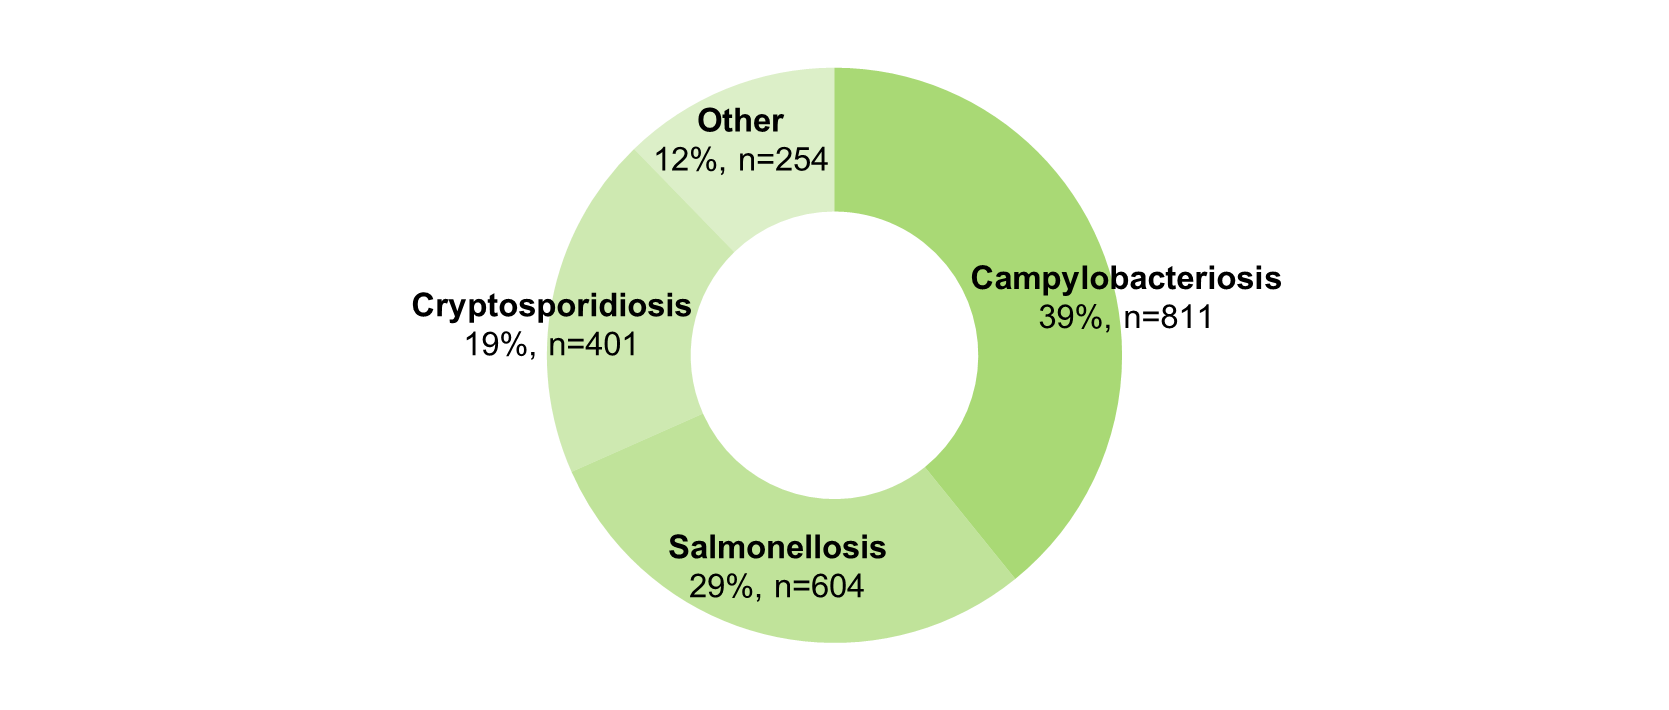 Other
12%, n=254
Campylobacteriosis
39%, n=811
Cryptosporidiosis
19%, n=401
Salmonellosis
29%, n=604